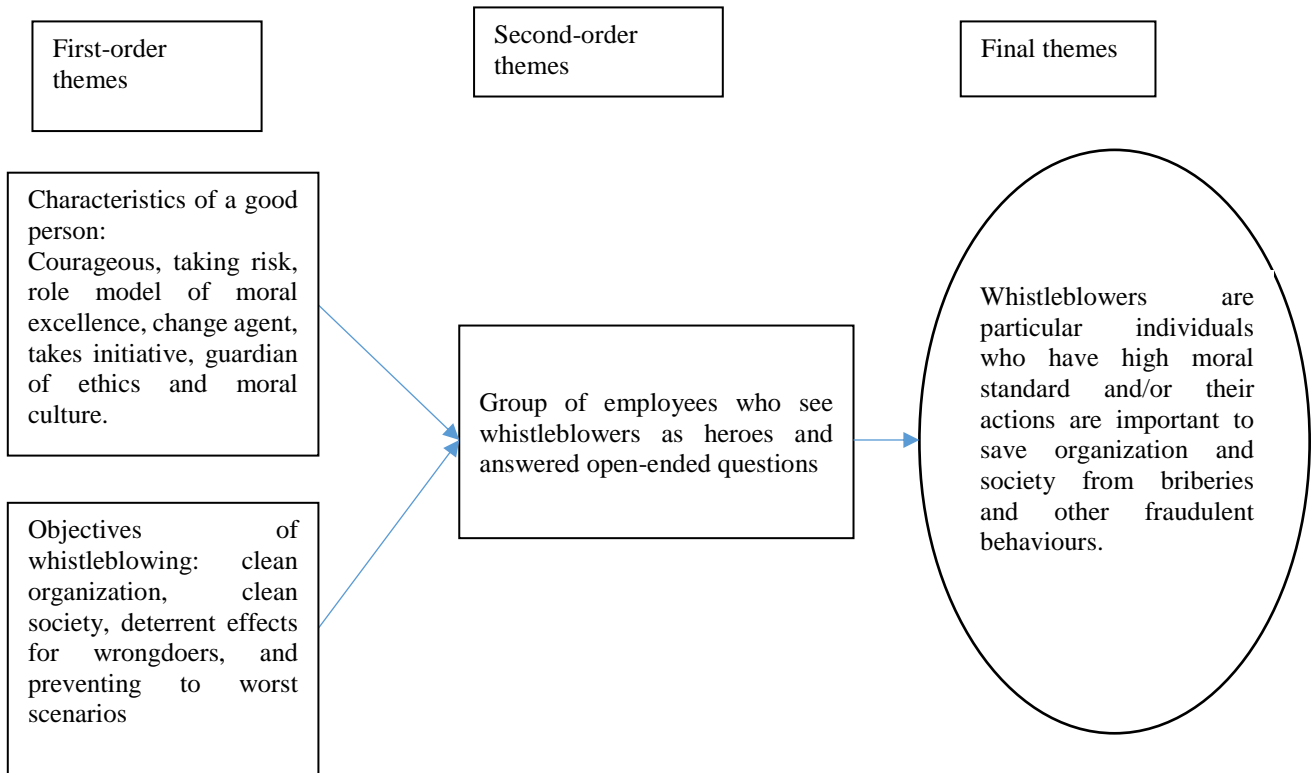 First-order
themes
Second-order
themes
Final themes
Characteristics of a good
person:
Courageous, taking risk,
role model of moral
excellence, change agent,
takes initiative, guardian
of ethics and moral
culture.
Objectives of
whistleblowing: clean
organization, clean
society, deterrent effects
for wrongdoers, and
preventing to worst
scenarios
Group of employees who see
whistleblowers as heroes and
answered open-ended questions
Whistleblowers are
particular individuals
who have high moral
standard and/or their
actions are important to
save organization and
society from briberies
and other fraudulent
behaviours.